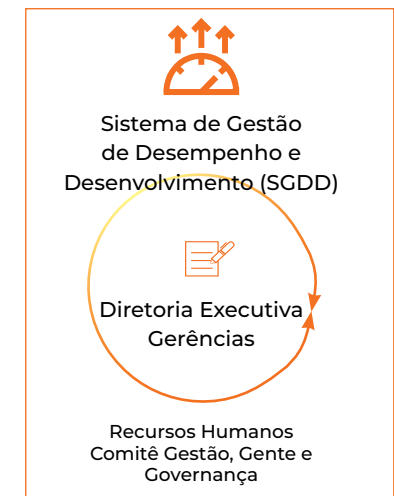 Sistema de Gestão
de Desempenho e
Desenvolvimento (SGDD)
Diretoria Executiva
Gerências
Recursos Humanos
Comitê Gestão, Gente e
Governança